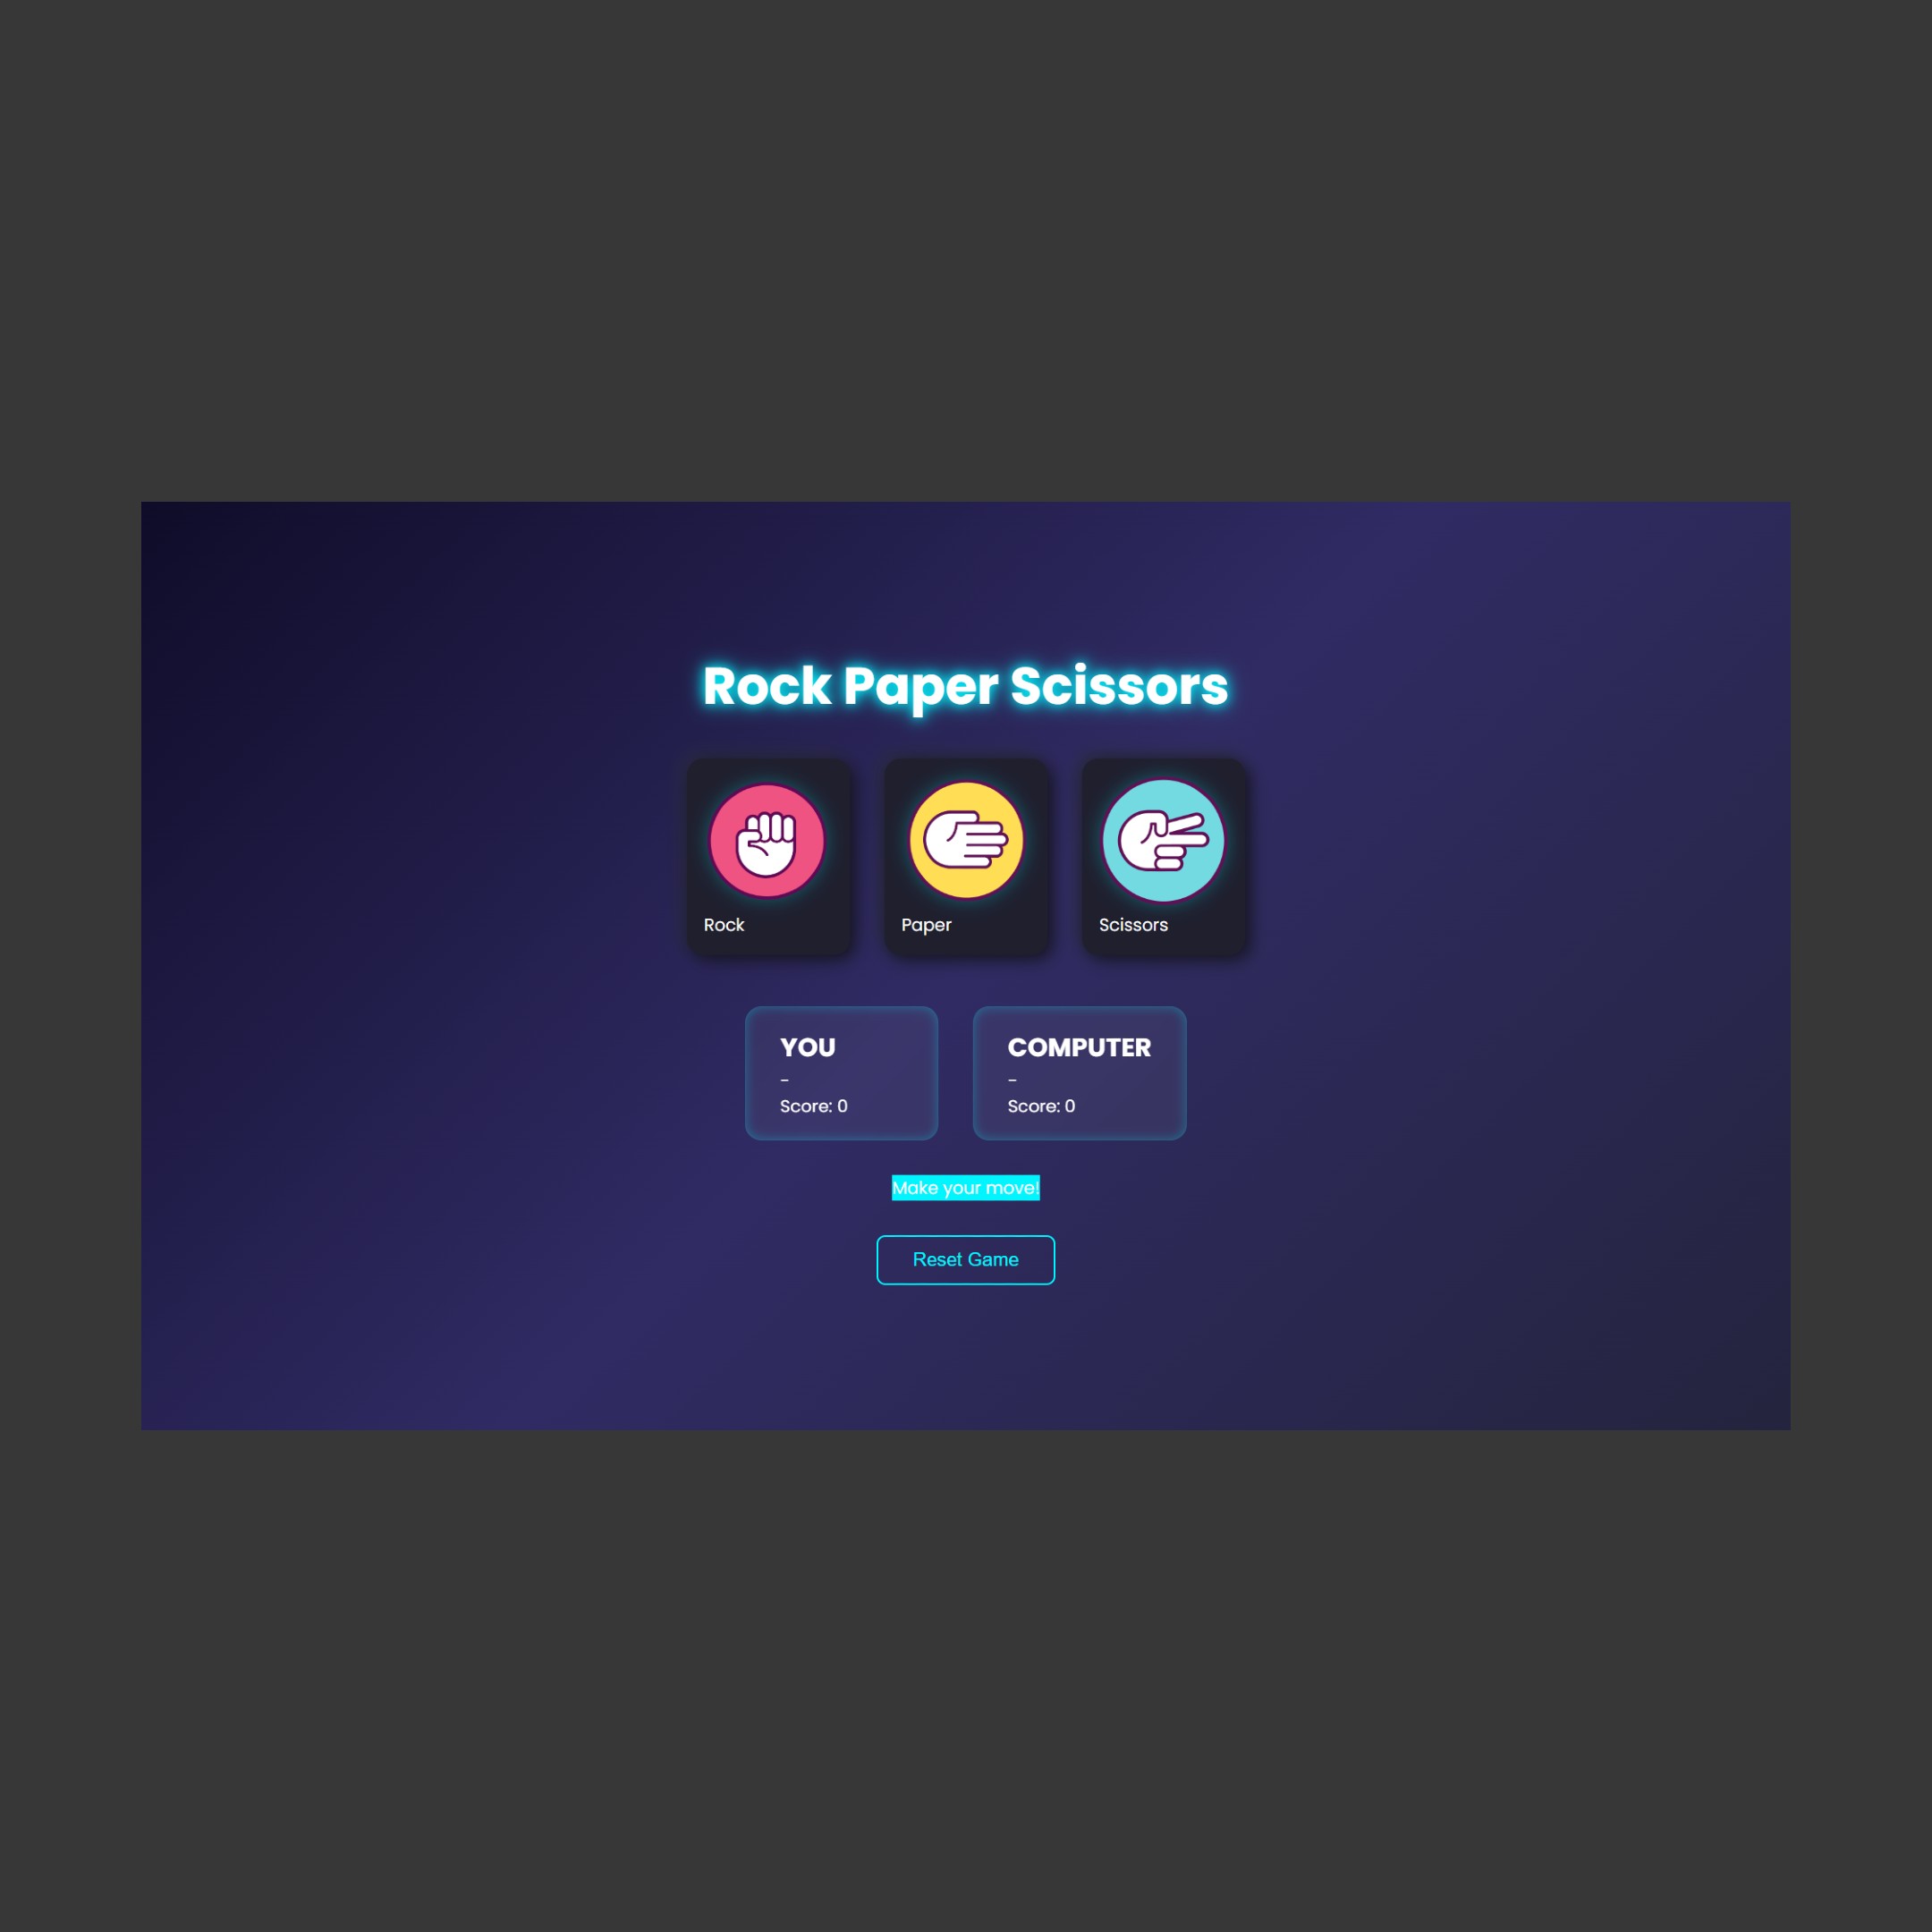 Rock Paper Scissors
Rock
Paper
Scissors
YOU
-
Score: 0
COMPUTER
-
Score: 0
Make your move!
Reset Game